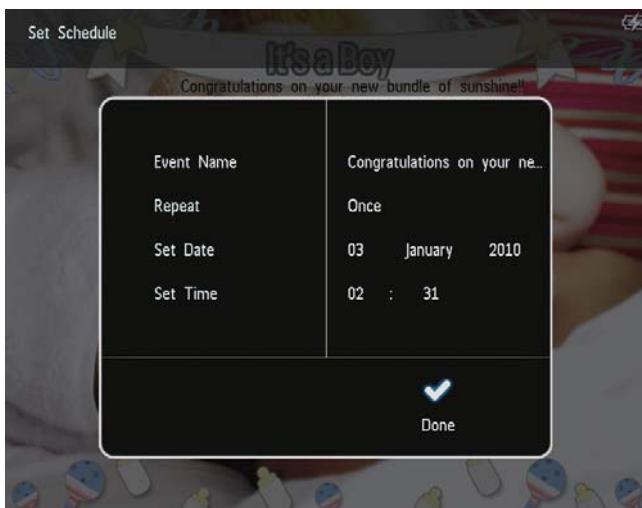 Set Schedule
It's a Boy
Congratulations on your new bundle of sunshine!!
Event Name Congratulations on your ne...
Repeat Once
Set Date 03 January 2010
Set Time 02 : 31
Done